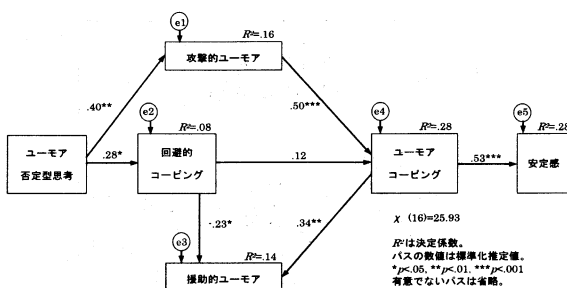 e1
R²=.16
攻撃的ユーモア
.40**
.50***
e2
R²=.08
e4
R²=.28
e5
R²=.28
ユーモア
否定型思考
.28*
回避的
コーピング
.12
ユーモア
コーピング
.53***
安定感
-.23*
.34**
e3
R²=.14
援助的ユーモア
χ (16)=25.93
R²は決定係数。
パスの数値は標準化推定値。
*p<.05, **p<.01, ***p<.001
有意でないパスは省略。